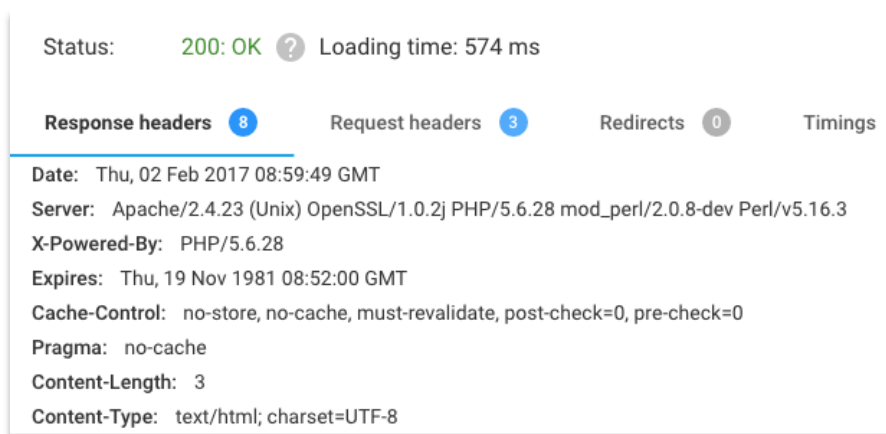 Status: 200: OK ? Loading time: 574 ms
Response headers 8 Request headers 3 Redirects 0 Timings
Date: Thu, 02 Feb 2017 08:59:49 GMT
Server: Apache/2.4.23 (Unix) OpenSSL/1.0.2j PHP/5.6.28 mod_perl/2.0.8-dev Perl/v5.16.3
X-Powered-By: PHP/5.6.28
Expires: Thu, 19 Nov 1981 08:52:00 GMT
Cache-Control: no-store, no-cache, must-revalidate, post-check=0, pre-check=0
Pragma: no-cache
Content-Length: 3
Content-Type: text/html; charset=UTF-8